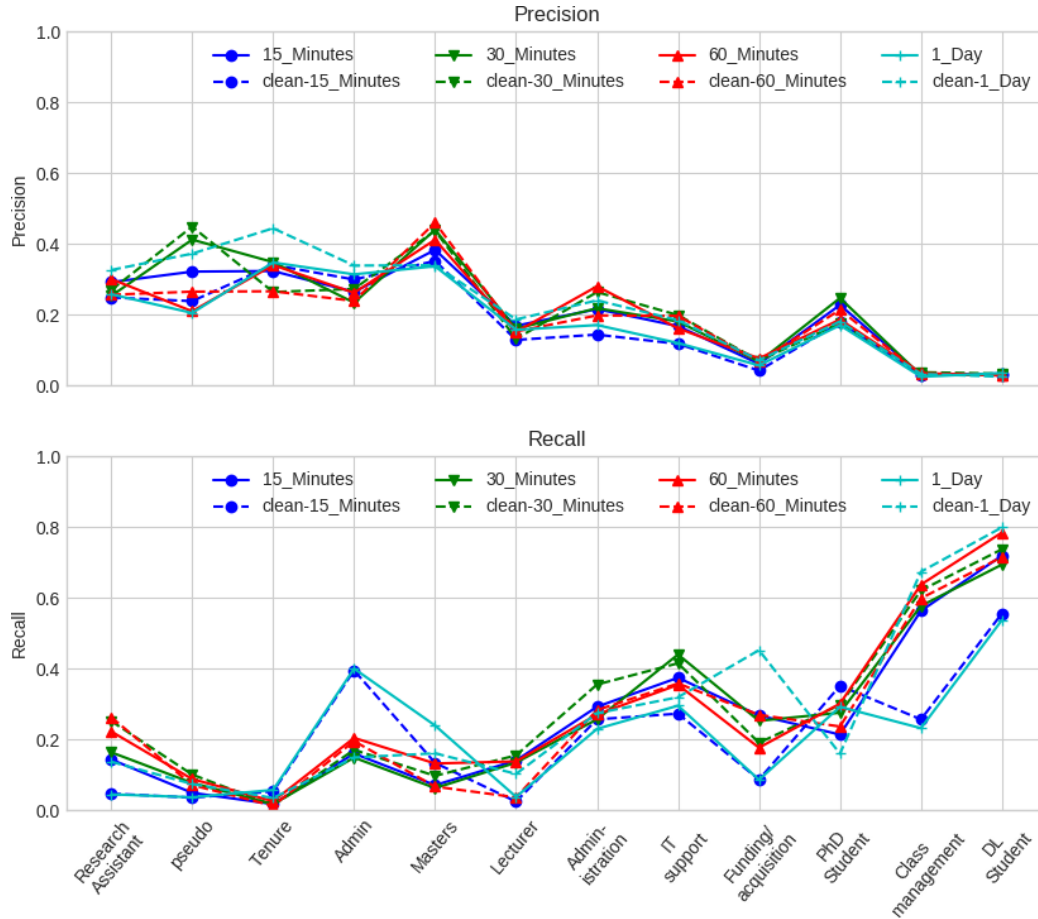 Precision
1.0
0.8
0.6
0.4
0.2
0.0
Precision
15_Minutes
clean-15_Minutes
30_Minutes
clean-30_Minutes
60_Minutes
clean-60_Minutes
1_Day
clean-1_Day
Recall
1.0
0.8
0.6
0.4
0.2
0.0
Recall
15_Minutes
clean-15_Minutes
30_Minutes
clean-30_Minutes
60_Minutes
clean-60_Minutes
1_Day
clean-1_Day
Research
Assistant
pseudo
Tenure
Admin
Masters
Lecturer
Admin-
istration
IT
support
Funding/
acquisition
PhD
Student
Class
management
DL
Student